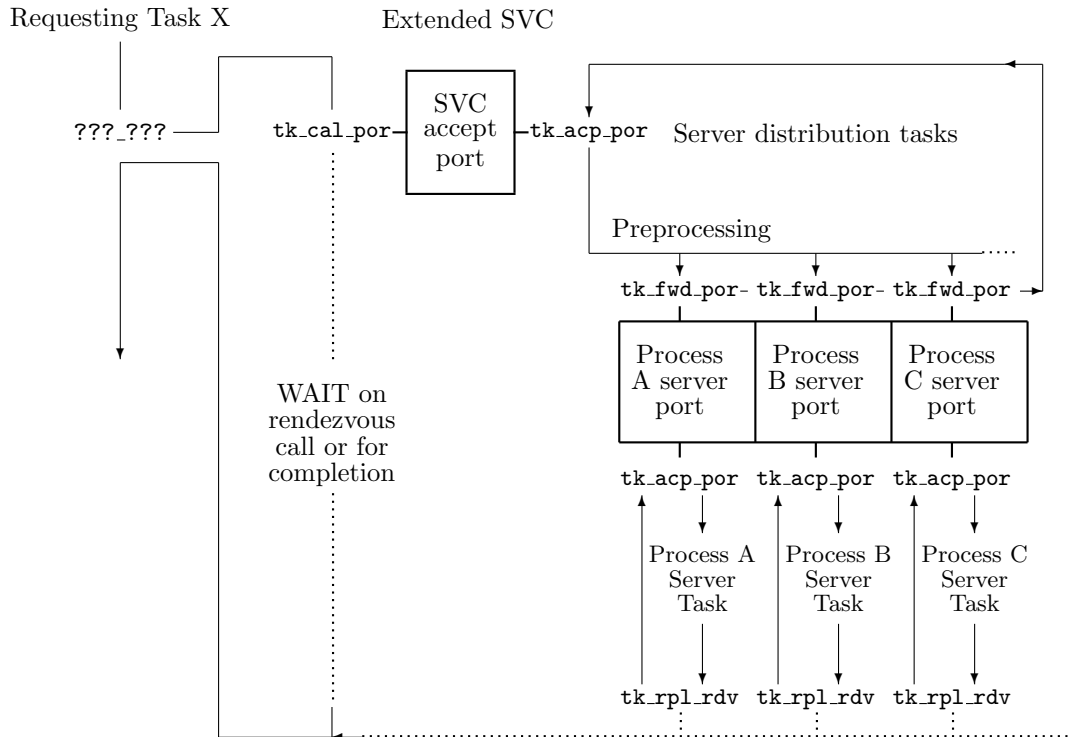 Requesting Task X
Extended SVC
???_???
tk_cal_por
SVC
accept
port
tk_acp_por
Server distribution tasks
Preprocessing
tk_fwd_por
tk_fwd_por
tk_fwd_por
Process
A server
port
Process
B server
port
Process
C server
port
WAIT on
rendezvous
call or for
completion
tk_acp_por
tk_acp_por
tk_acp_por
Process A
Server
Task
Process B
Server
Task
Process C
Server
Task
tk_rpl_rdv
tk_rpl_rdv
tk_rpl_rdv